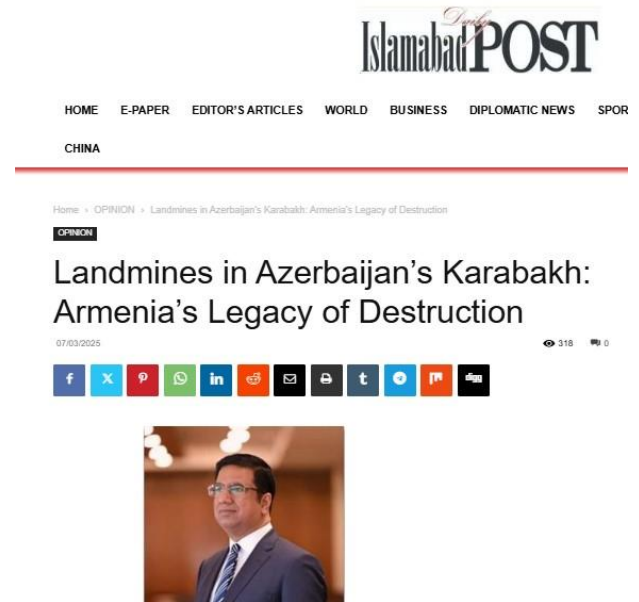 Daily
Islamabad POST
HOME E-PAPER EDITOR'S ARTICLES WORLD BUSINESS DIPLOMATIC NEWS SPOR
CHINA
Home › OPINION › Landmines in Azerbaijan's Karabakh: Armenia's Legacy of Destruction
OPINION
Landmines in Azerbaijan's Karabakh:
Armenia's Legacy of Destruction
07/03/2025 318 0
digg